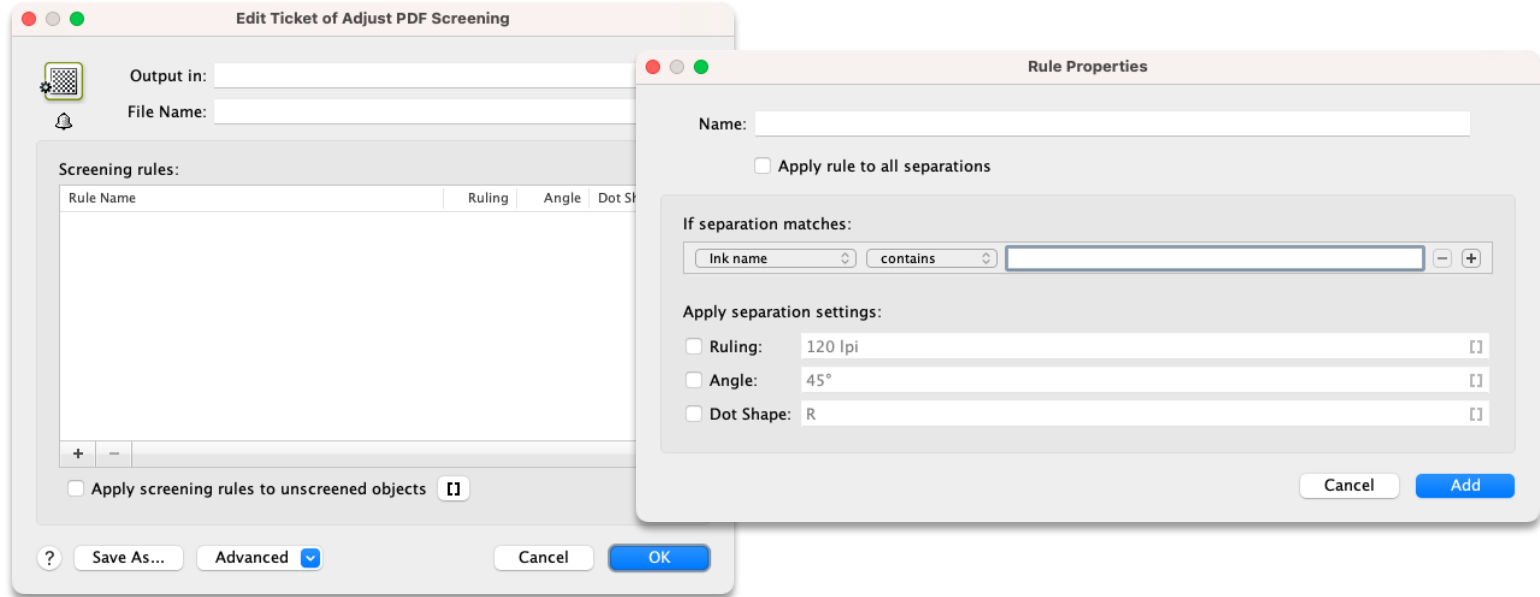 Edit Ticket of Adjust PDF Screening
Output in:
File Name:
Screening rules:
Rule Name Ruling Angle Dot Sh
+ −
Apply screening rules to unscreened objects []
? Save As... Advanced Cancel OK
Rule Properties
Name:
Apply rule to all separations
If separation matches:
Ink name contains − +
Apply separation settings:
Ruling: 120 lpi []
Angle: 45° []
Dot Shape: R []
Cancel Add